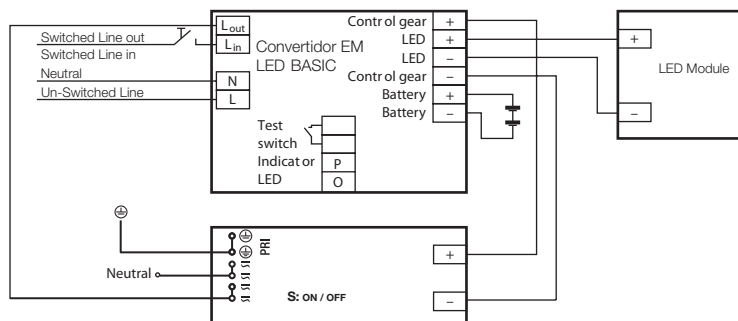 Switched Line out
Switched Line in
Neutral
Un-Switched Line
Lout
Lin
N
L
Convertidor EM
LED BASIC
Test
switch
Indicator
LED
P
O
Control gear +
LED +
LED –
Control gear –
Battery +
Battery –
+
LED Module
–
Neutral
PRI
S: ON / OFF
+
–